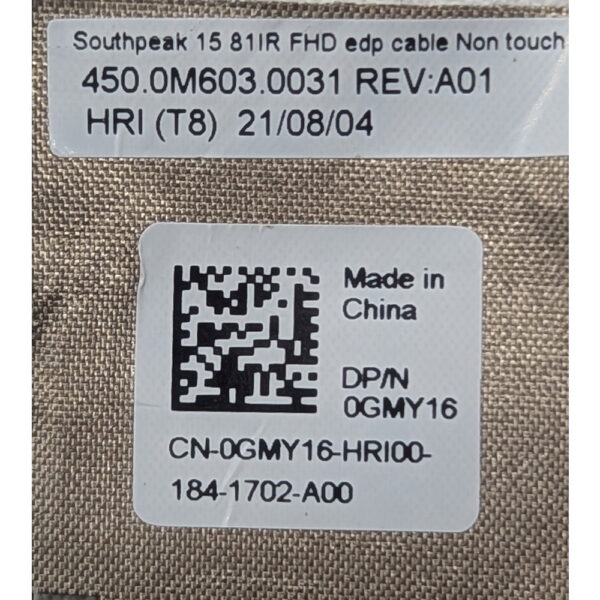 Southpeak 15 81IR FHD edp cable Non touch
450.0M603.0031 REV:A01
HRI (T8) 21/08/04
Made in
China
DP/N
0GMY16
CN-0GMY16-HRI00-
184-1702-A00